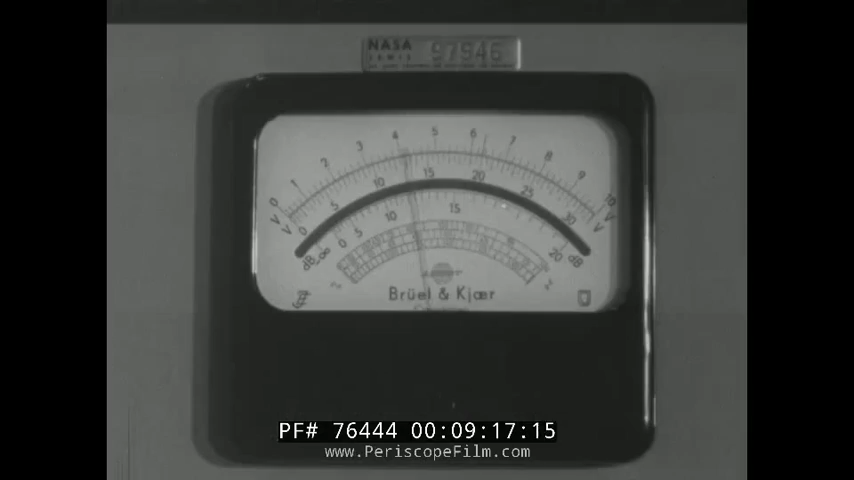 NASA
LEWIS
97946
0 1 2 3 4 5 6 7 8 9 10
V V
0 5 10 15 20 25 30
V V
dB -∞ 0 5 10 15 20 dB
Brüel & Kjær
PF# 76444 00:09:17:15
www.PeriscopeFilm.com